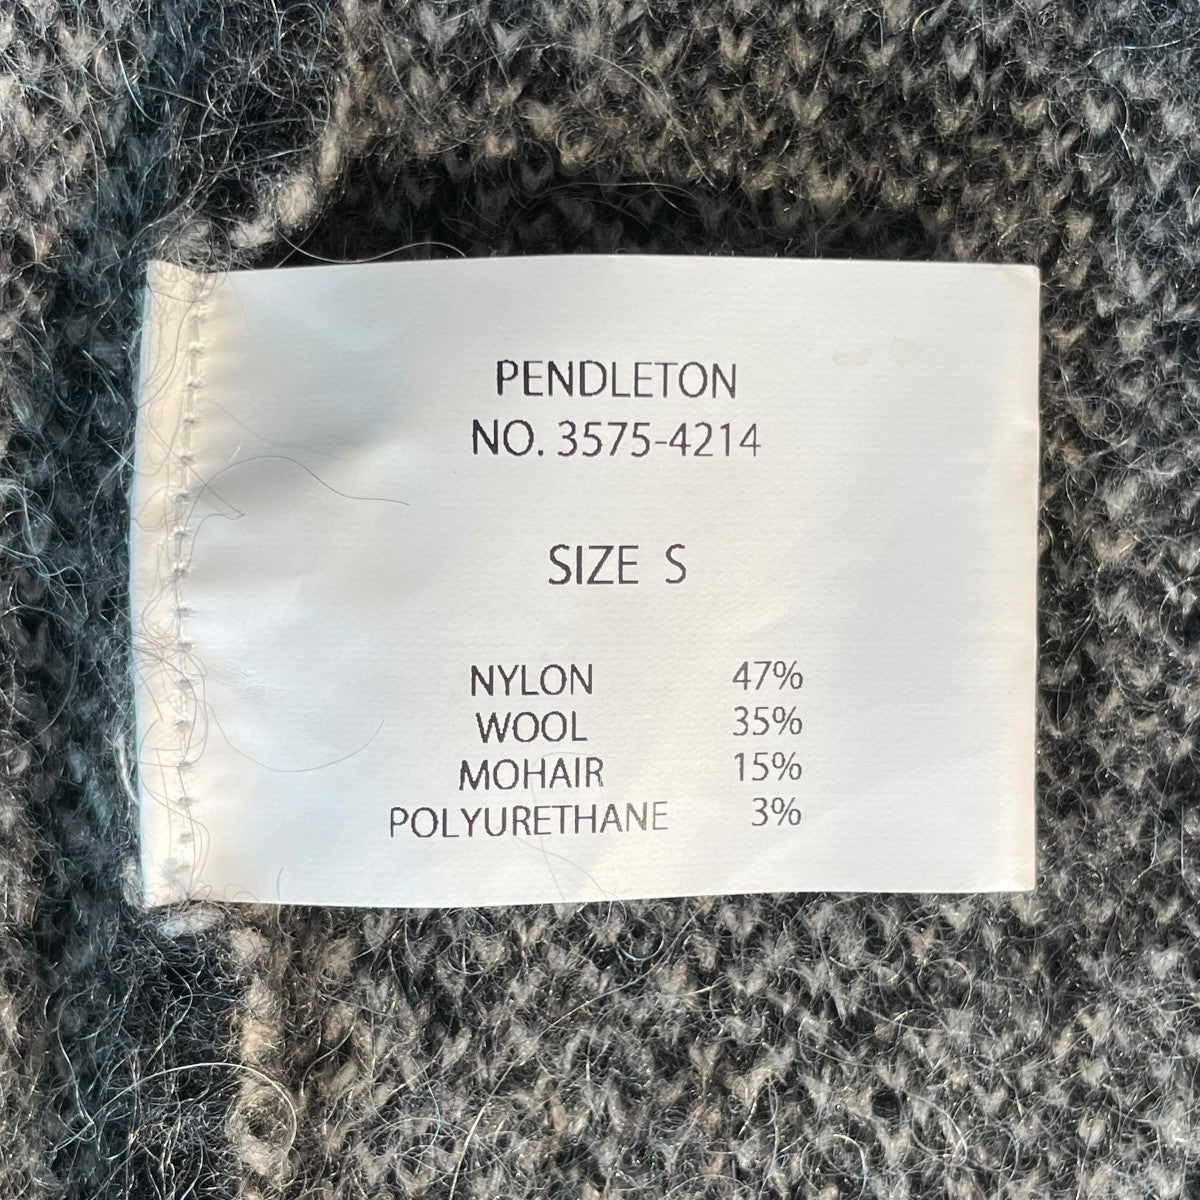 PENDLETON
NO. 3575-4214
SIZE S
NYLON 47%
WOOL 35%
MOHAIR 15%
POLYURETHANE 3%